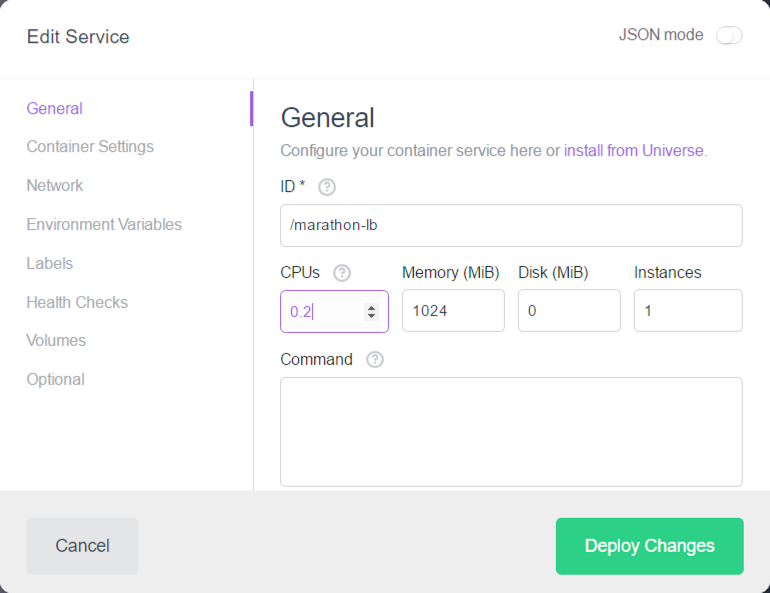 Edit Service
JSON mode
General
Container Settings
Network
Environment Variables
Labels
Health Checks
Volumes
Optional
General
Configure your container service here or install from Universe.
ID * ?
/marathon-lb
CPUs ? Memory (MiB) Disk (MiB) Instances
0.2 1024 0 1
Command ?
Cancel
Deploy Changes